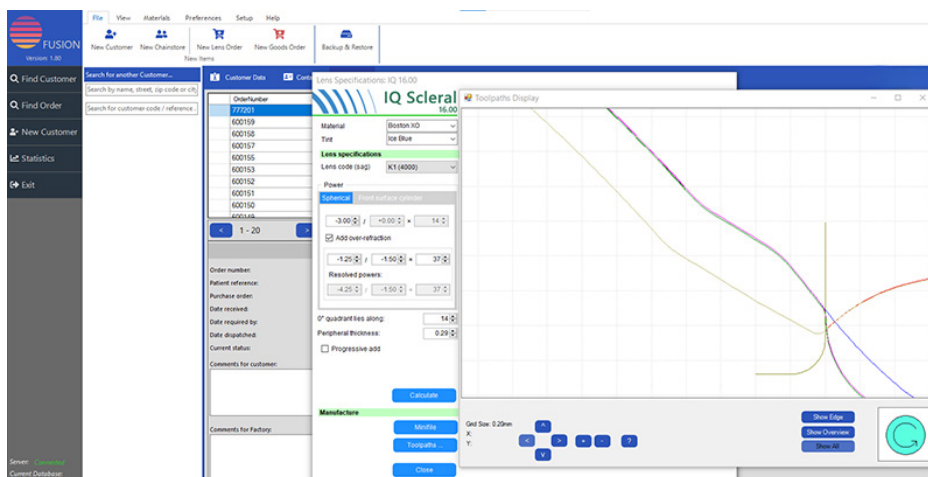 File View Materials Preferences Setup Help
FUSION
Version: 1.80
New Customer New Chainstore New Lens Order New Goods Order Backup & Restore
New Items
Find Customer
Find Order
New Customer
Statistics
Exit
Server: Connected
Current Database:
Search for another Customer...
Search by name, street, zip code or city
Search for customer code / reference
Customer Data
OrderNumber
777201
600159
600158
600157
600155
600153
600152
600151
600150
600149
< 1 - 20 >
Order number:
Patient reference:
Purchase order:
Date received:
Date required by:
Date dispatched:
Current status:
Comments for customer:
Comments for Factory:
Lens Specifications: IQ 16.00
IQ Scleral
16.00
Material Boston XO
Tint Ice Blue
Lens specifications
Lens code (sag) K1 (4000)
Power
Spherical Front surface cylinder
-3.00 / +0.00 × 14
Add over-refraction
-1.25 / -1.50 × 37
Resolved powers:
-4.25 / -1.50 × 37
0° quadrant lies along: 14
Peripheral thickness: 0.29
Progressive add
Calculate
Manufacture
Minifile
Toolpaths ...
Close
Toolpaths Display
Grid Size: 0.20mm
X:
Y:
^
< > + - ?
v
Show Edge
Show Overview
Show All